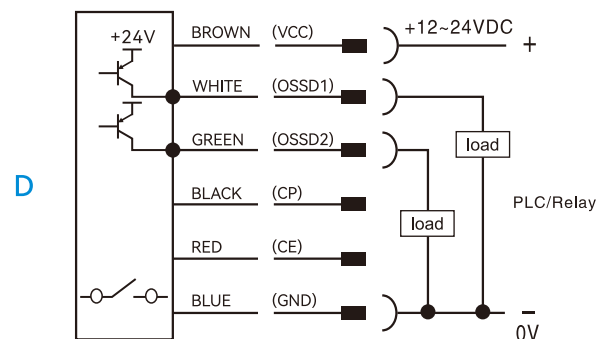 +24V
BROWN (VCC) +12~24VDC +
WHITE (OSSD1)
load
GREEN (OSSD2)
D
BLACK (CP)
PLC/Relay
load
RED (CE)
BLUE (GND) −
0V